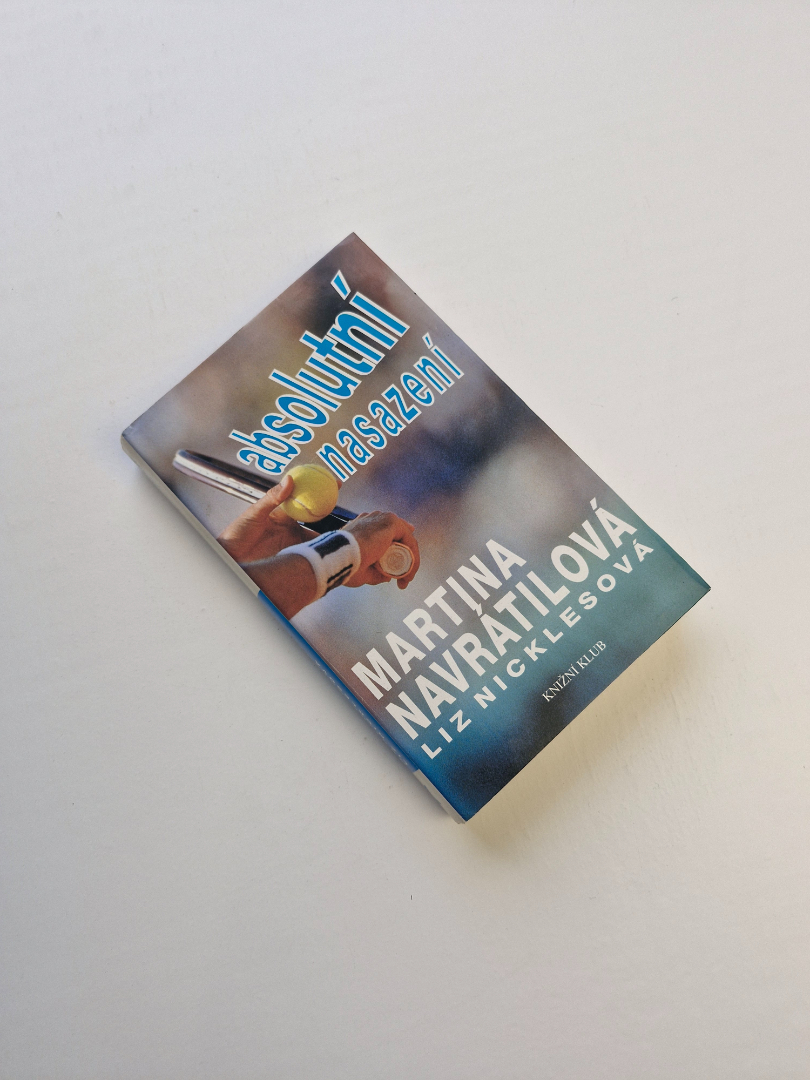 absolutní
nasazení
MARTINA
NAVRÁTILOVÁ
LIZ NICKLESOVÁ
KNIŽNÍ KLUB